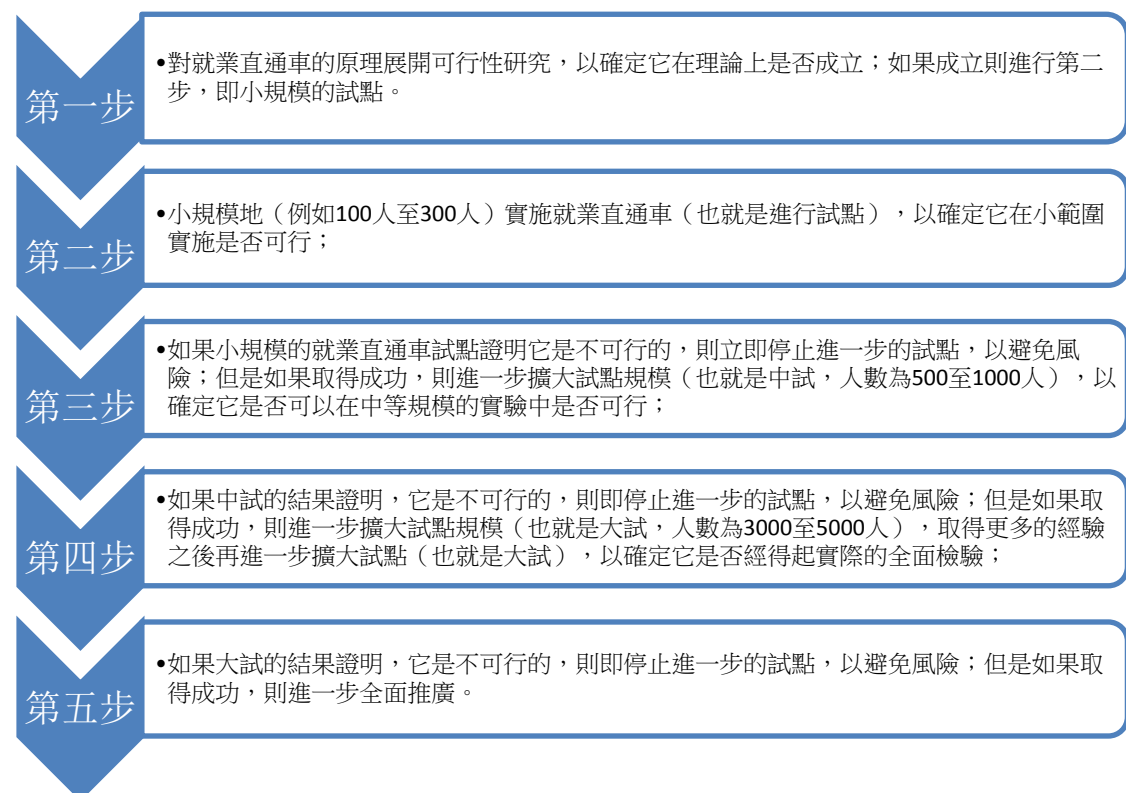 第一步
•對就業直通車的原理展開可行性研究，以確定它在理論上是否成立；如果成立則進行第二
步，即小規模的試點。
第二步
•小規模地（例如100人至300人）實施就業直通車（也就是進行試點），以確定它在小範圍
實施是否可行；
第三步
•如果小規模的就業直通車試點證明它是不可行的，則立即停止進一步的試點，以避免風
險；但是如果取得成功，則進一步擴大試點規模（也就是中試，人數為500至1000人），以
確定它是否可以在中等規模的實驗中是否可行；
第四步
•如果中試的結果證明，它是不可行的，則即停止進一步的試點，以避免風險；但是如果取
得成功，則進一步擴大試點規模（也就是大試，人數為3000至5000人），取得更多的經驗
之後再進一步擴大試點（也就是大試），以確定它是否經得起實際的全面檢驗；
第五步
•如果大試的結果證明，它是不可行的，則即停止進一步的試點，以避免風險；但是如果取
得成功，則進一步全面推廣。